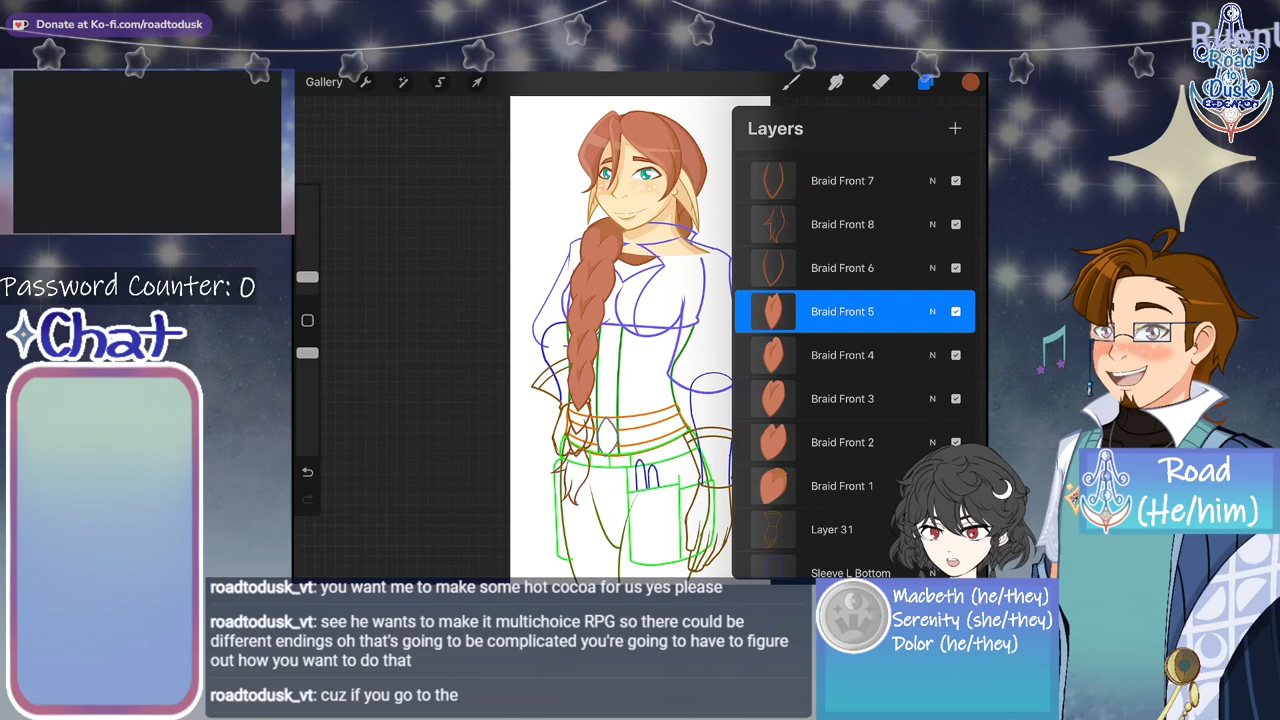 Donate at Ko-fi.com/roadtodusk
Road
to
Dusk
Gallery
S
Layers
+
Braid Front 7 N
Braid Front 8 N
Braid Front 6 N
Braid Front 5 N
Braid Front 4 N
Braid Front 3 N
Braid Front 2 N
Braid Front 1
Layer 31
Sleeve L Bottom
Password Counter: 0
Chat
Road
(He/him)
roadtodusk_vt: you want me to make some hot cocoa for us yes please
roadtodusk_vt: see he wants to make it multichoice RPG so there could be
different endings oh that's going to be complicated you're going to have to figure
out how you want to do that
roadtodusk_vt: cuz if you go to the
Macbeth (he/they)
Serenity (she/they)
Dolor (he/they)